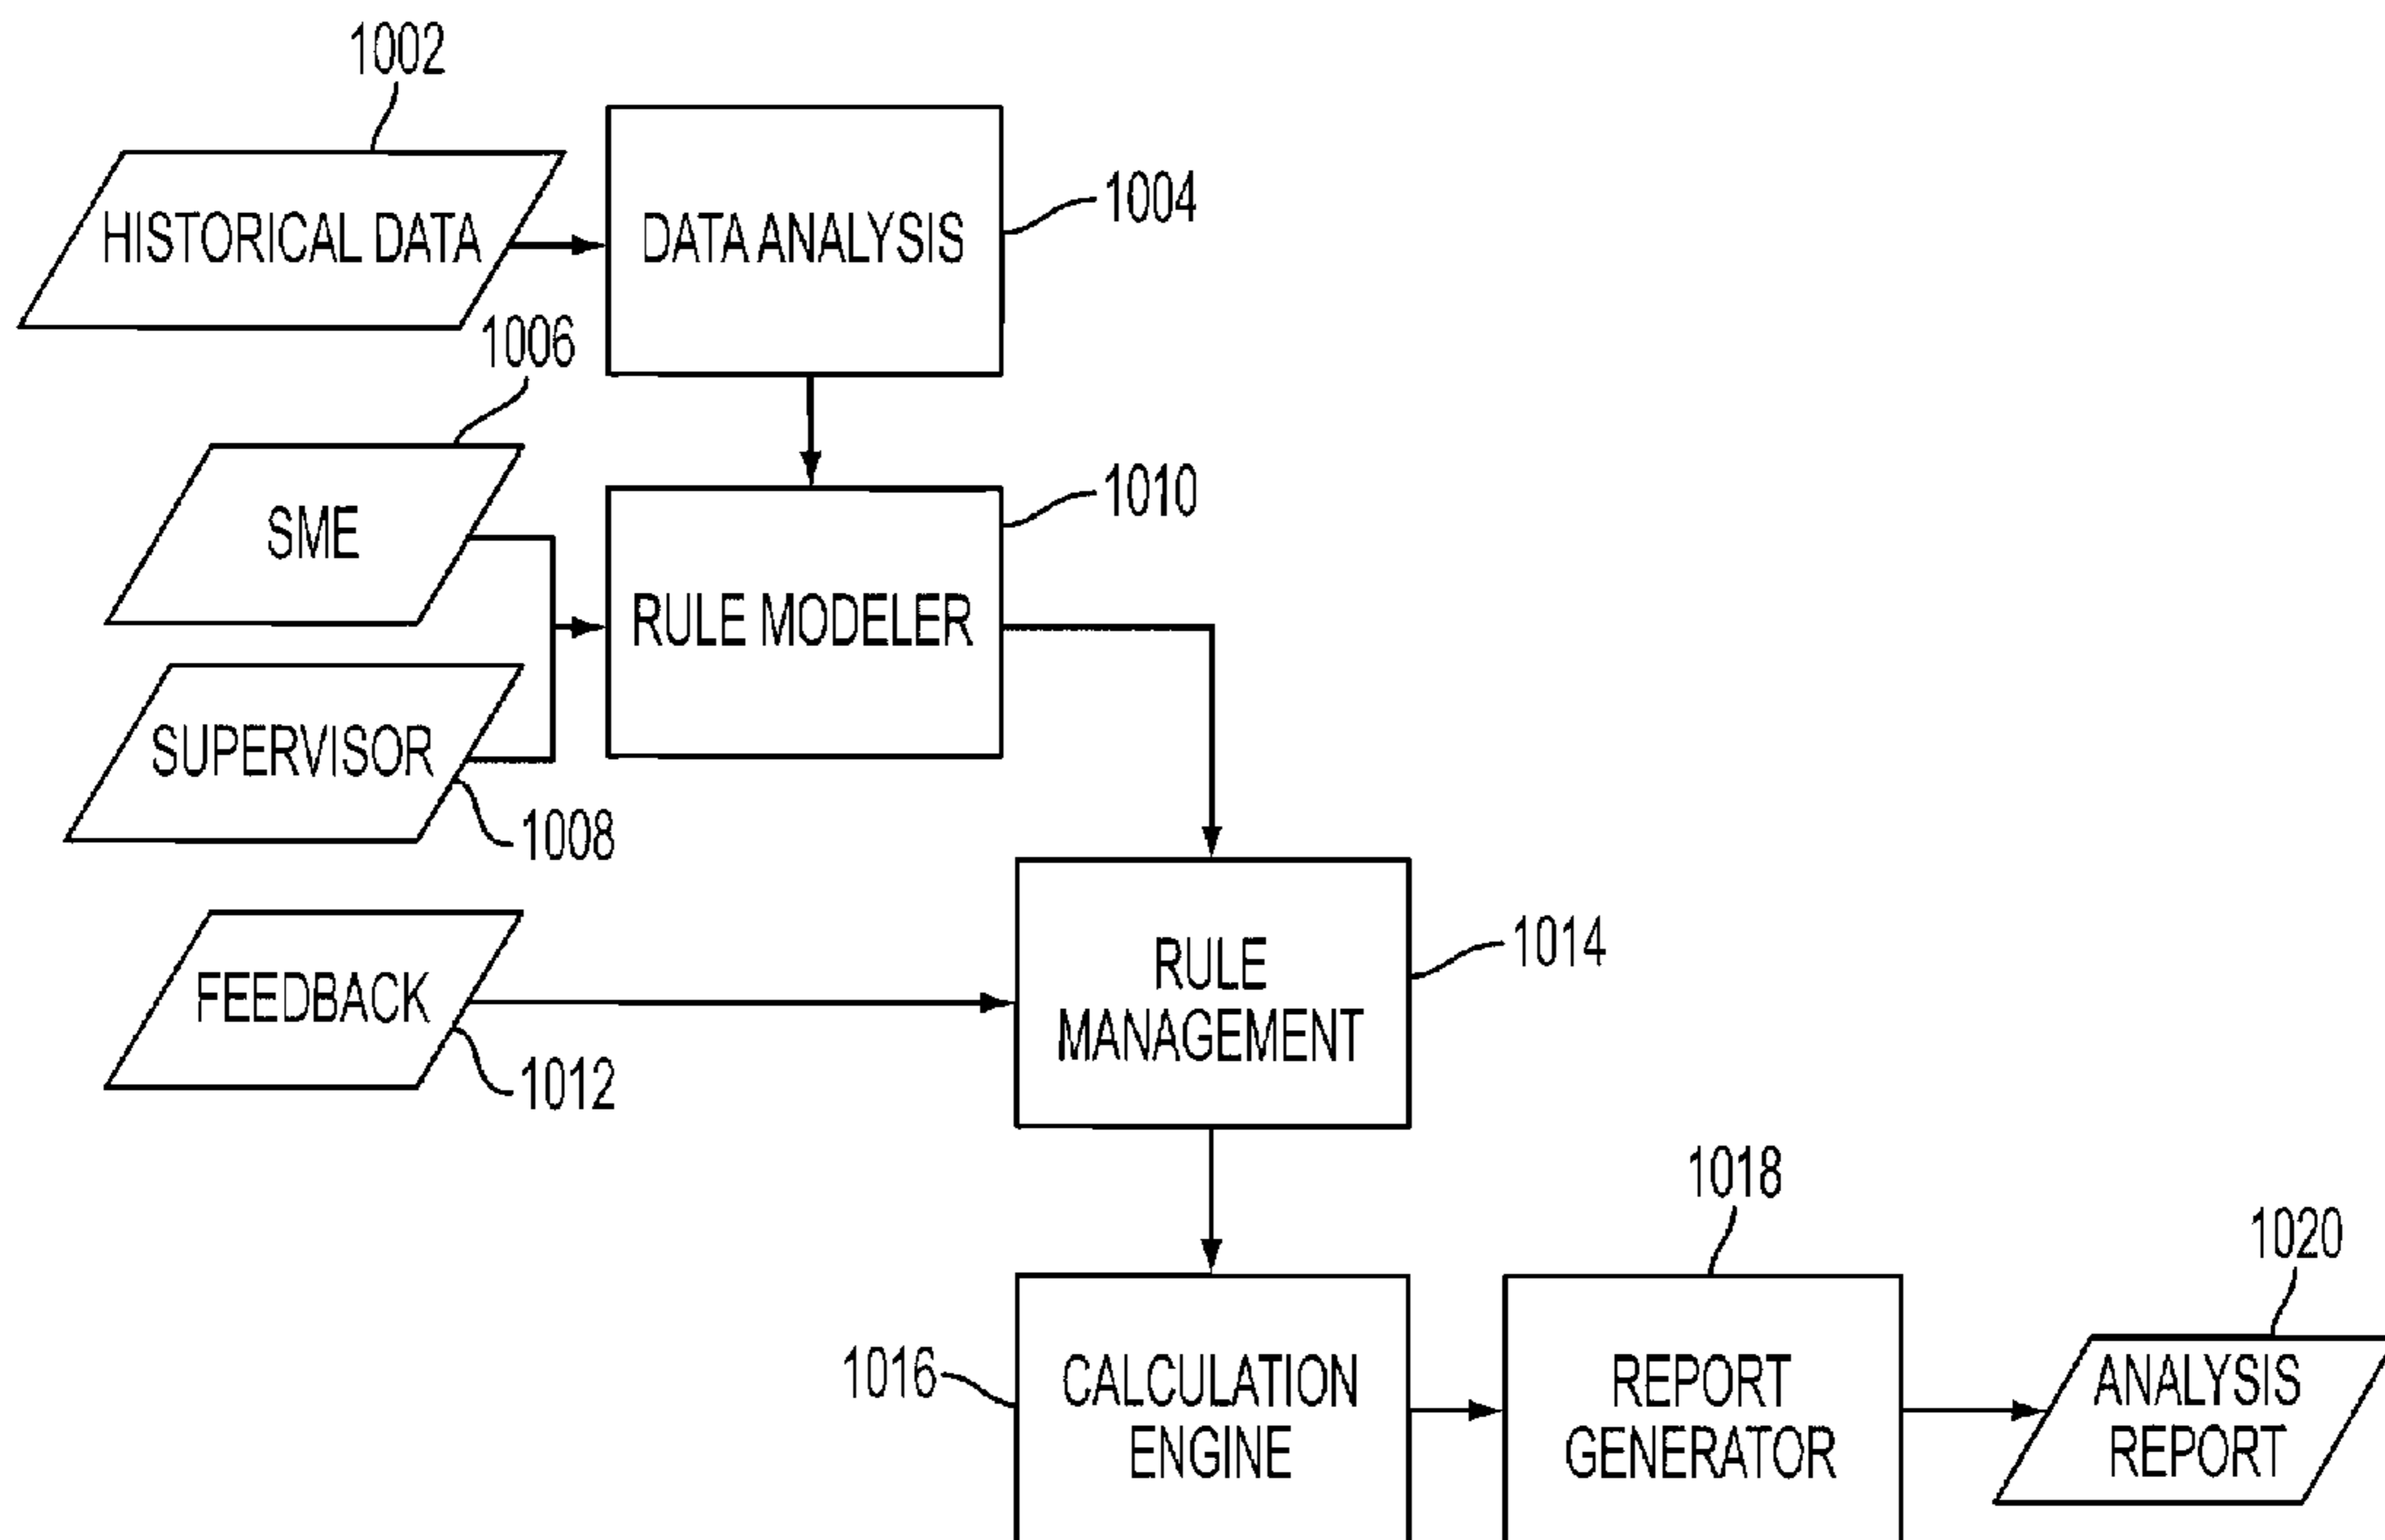 1002
HISTORICAL DATA
DATA ANALYSIS
1004
1006
SME
RULE MODELER
1010
SUPERVISOR
1008
FEEDBACK
1012
RULE
MANAGEMENT
1014
1016
CALCULATION
ENGINE
1018
REPORT
GENERATOR
1020
ANALYSIS
REPORT